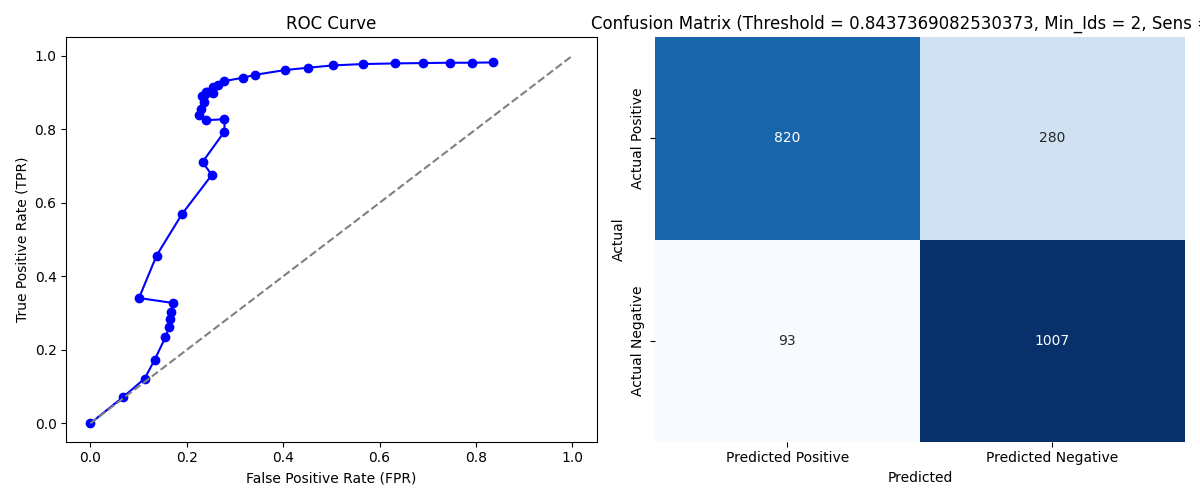 ROC Curve
True Positive Rate (TPR)
1.0
0.8
0.6
0.4
0.2
0.0
0.0 0.2 0.4 0.6 0.8 1.0
False Positive Rate (FPR)
Confusion Matrix (Threshold = 0.8437369082530373, Min_Ids = 2, Sens =
Actual
Actual Positive
820 280
Actual Negative
93 1007
Predicted Positive Predicted Negative
Predicted